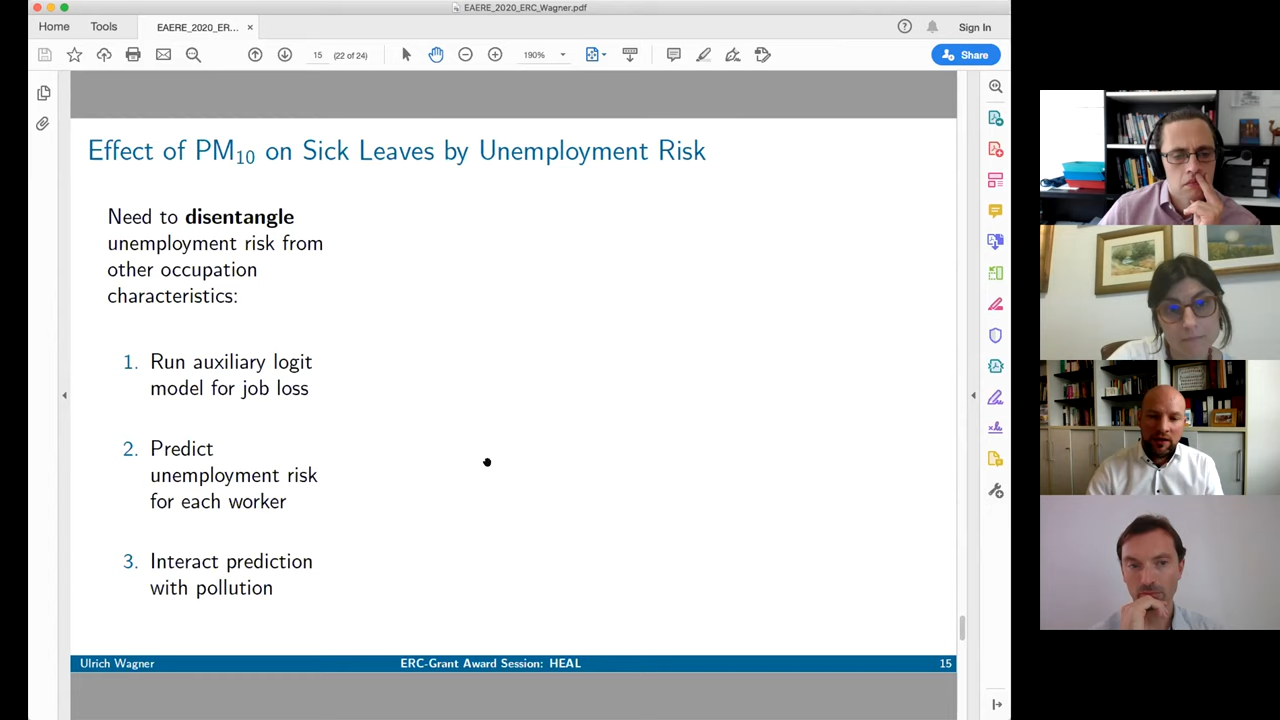 EAERE_2020_ERC_Wagner.pdf
Home Tools EAERE_2020_ER... × Sign In
15 (22 of 24) 190% Share
Effect of PM10 on Sick Leaves by Unemployment Risk
Need to disentangle
unemployment risk from
other occupation
characteristics:
1. Run auxiliary logit
model for job loss
2. Predict
unemployment risk
for each worker
3. Interact prediction
with pollution
Ulrich Wagner ERC-Grant Award Session: HEAL 15